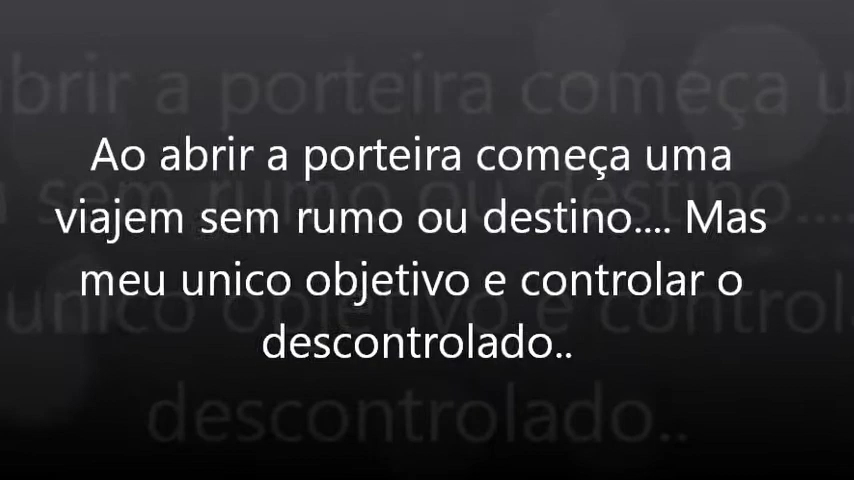 Ao abrir a porteira começa uma
viajem sem rumo ou destino.... Mas
meu unico objetivo e controlar o
descontrolado..